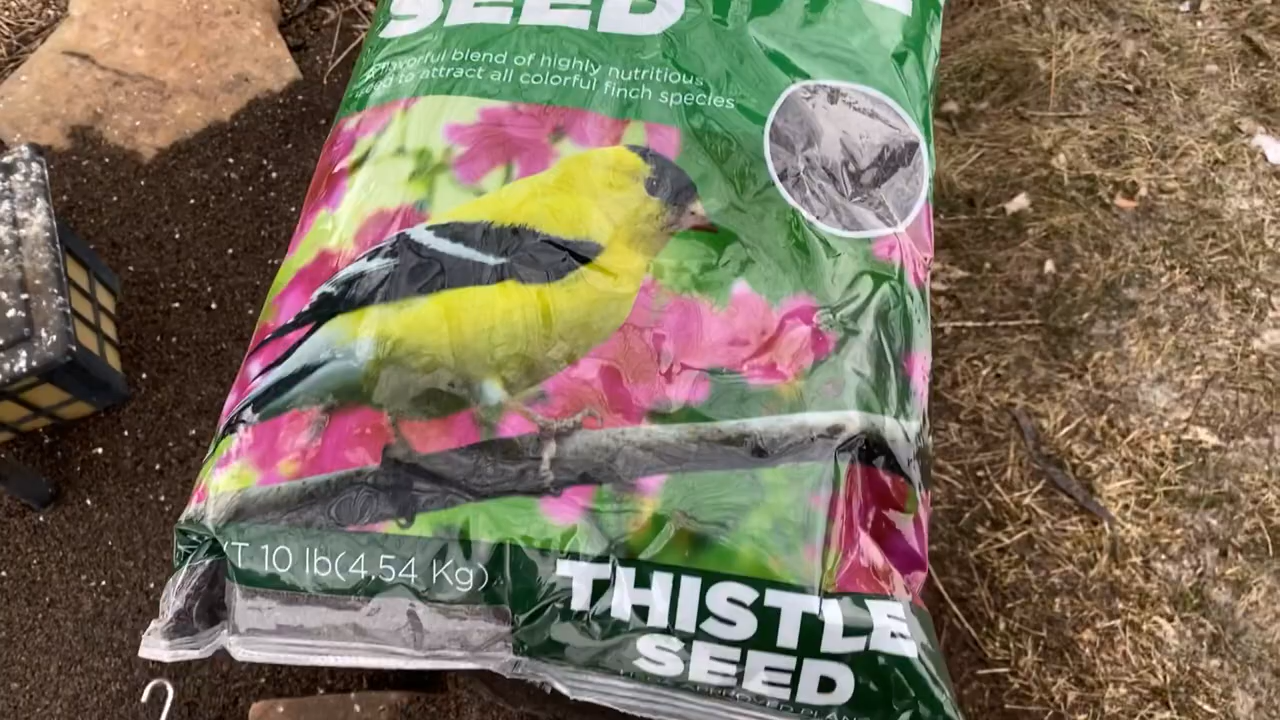 SEED
flavorful blend of highly nutritious
to attract all colorful finch species
10 lb(4.54 Kg)
THISTLE
SEED